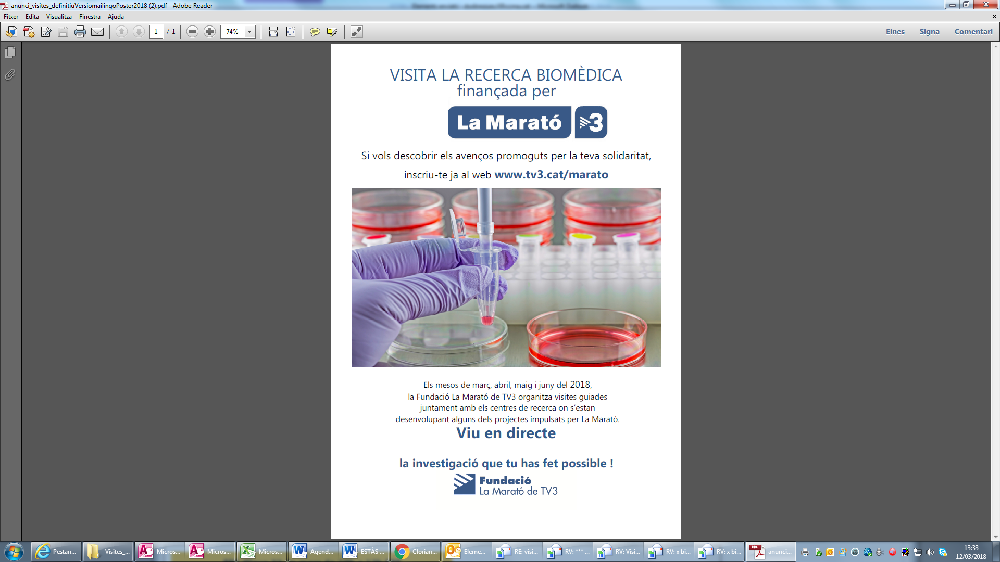 anunci_visites_definitiuVersiomailingoPoster2018 (2).pdf - Adobe Reader
Fitxer Edita Visualitza Finestra Ajuda
1 / 1 74% Eines Signa Comentari
VISITA LA RECERCA BIOMÈDICA
finançada per
La Marató 3
Si vols descobrir els avenços promoguts per la teva solidaritat,
inscriu-te ja al web www.tv3.cat/marato
Els mesos de març, abril, maig i juny del 2018,
la Fundació La Marató de TV3 organitza visites guiades
juntament amb els centres de recerca on s'estan
desenvolupant alguns dels projectes impulsats per La Marató.
Viu en directe
la investigació que tu has fet possible !
Fundació
La Marató de TV3
Pestan... Visites_... Micros... Micros... Micros... Agend... ESTÀS ... Clorian... Eleme... RE: visi... RV: *** ... RV: Visi... RV: x bi... RV: x bi... anunci...
13:33
12/03/2018